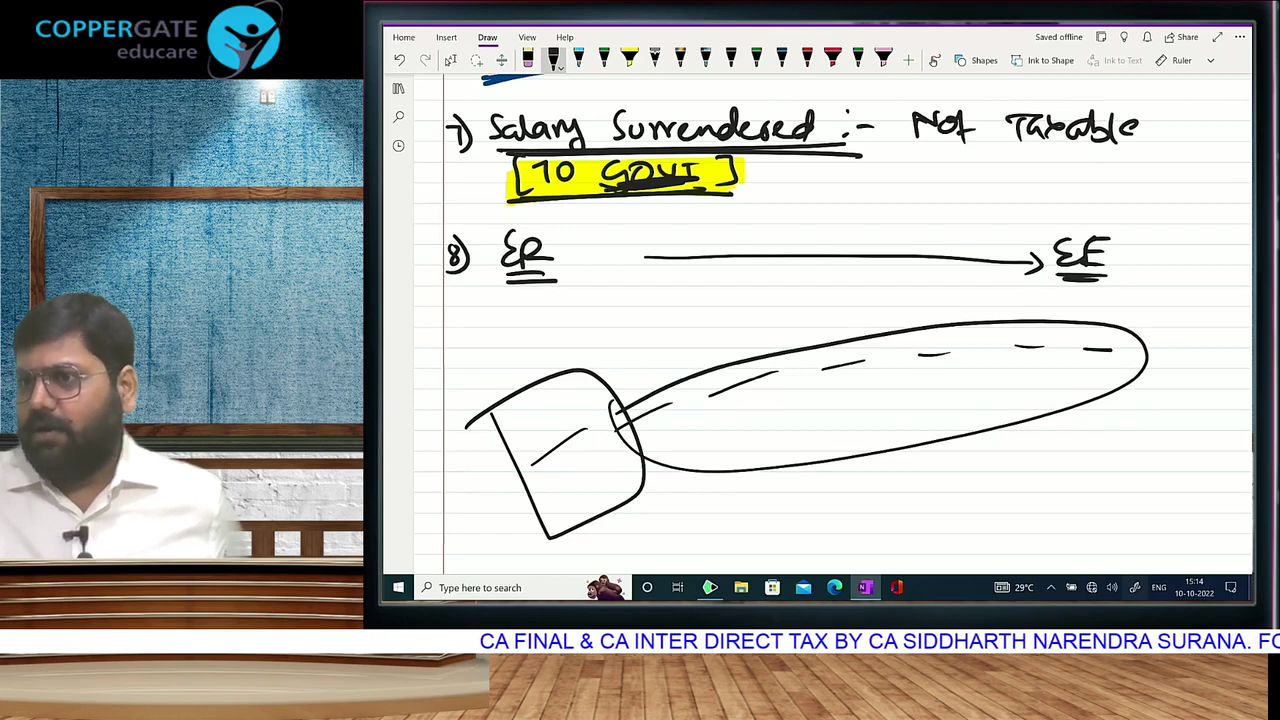 COPPERGATE
educare
Home Insert Draw View Help
Saved offline
Share
Shapes
Ink to Shape
Ink to Text
Ruler
7) Salary Surrendered :- Not Taxable
[TO GOVT]
8) ER → EE
Type here to search
29°C
ENG
15:14
10-10-2022
CA FINAL & CA INTER DIRECT TAX BY CA SIDDHARTH NARENDRA SURANA. FO